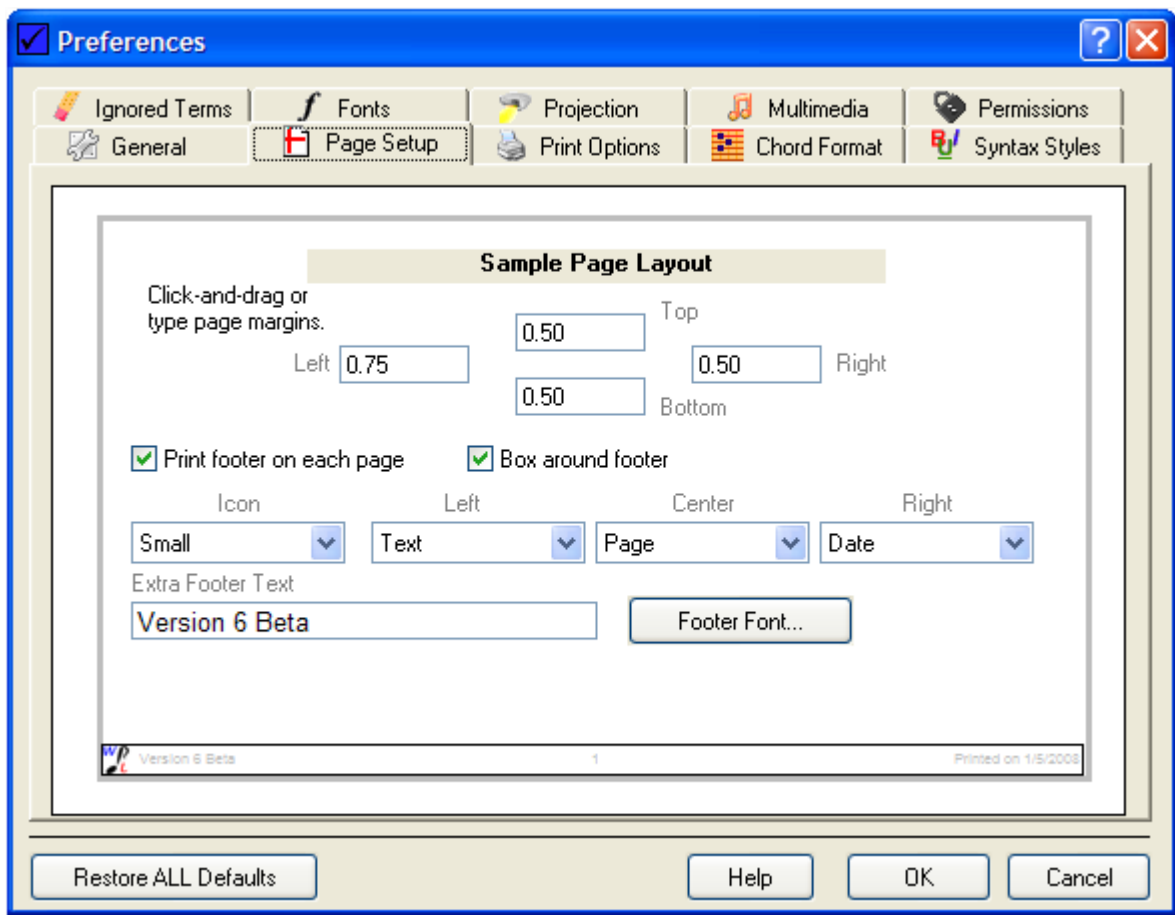 Preferences
Ignored Terms Fonts Projection Multimedia Permissions
General Page Setup Print Options Chord Format Syntax Styles
Sample Page Layout
Click-and-drag or
type page margins.
Top
0.50
Left 0.75 0.50 Right
0.50
Bottom
Print footer on each page Box around footer
Icon Left Center Right
Small Text Page Date
Extra Footer Text
Version 6 Beta Footer Font...
W L Version 6 Beta 1 Printed on 1/5/2008
Restore ALL Defaults Help OK Cancel